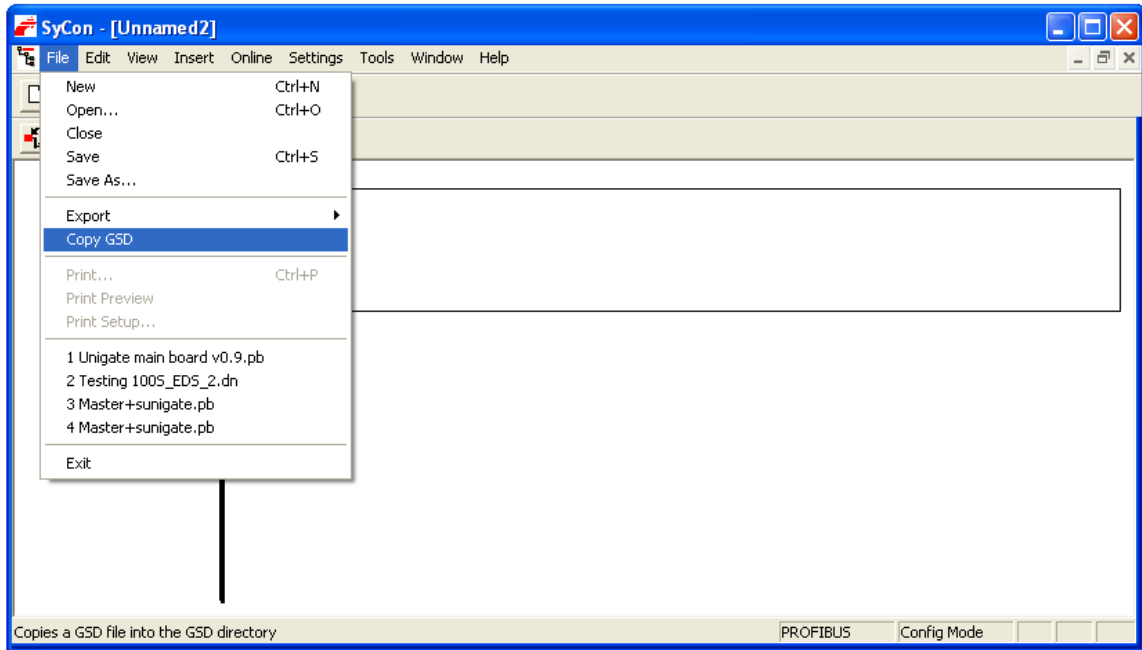 SyCon - [Unnamed2]
File Edit View Insert Online Settings Tools Window Help
New Ctrl+N
Open... Ctrl+O
Close
Save Ctrl+S
Save As...
Export
Copy GSD
Print... Ctrl+P
Print Preview
Print Setup...
1 Unigate main board v0.9.pb
2 Testing 100S_EDS_2.dn
3 Master+sunigate.pb
4 Master+sunigate.pb
Exit
Copies a GSD file into the GSD directory PROFIBUS Config Mode